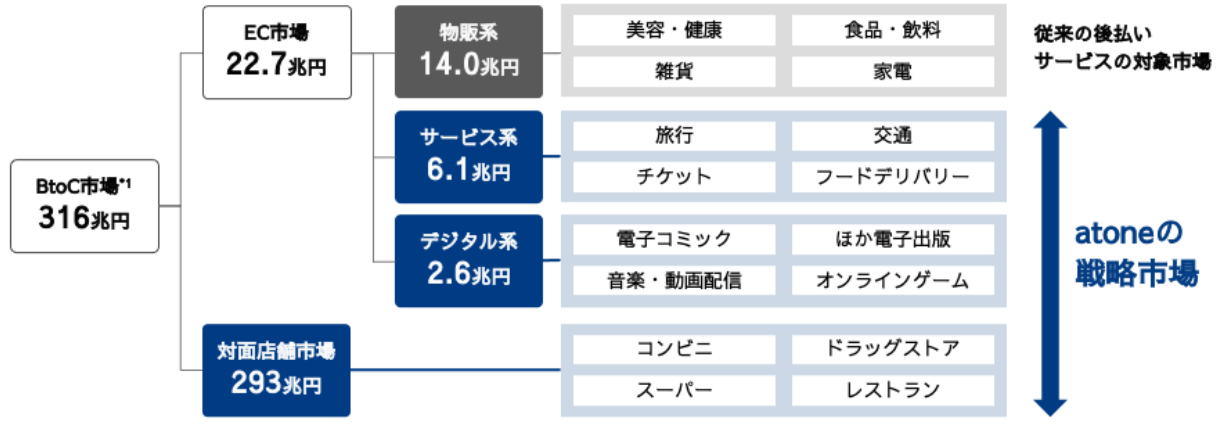 BtoC市場*1
316兆円
EC市場
22.7兆円
物販系
14.0兆円
美容・健康
食品・飲料
雑貨
家電
従来の後払い
サービスの対象市場
サービス系
6.1兆円
旅行
交通
チケット
フードデリバリー
デジタル系
2.6兆円
電子コミック
ほか電子出版
音楽・動画配信
オンラインゲーム
対面店舗市場
293兆円
コンビニ
ドラッグストア
スーパー
レストラン
atoneの
戦略市場